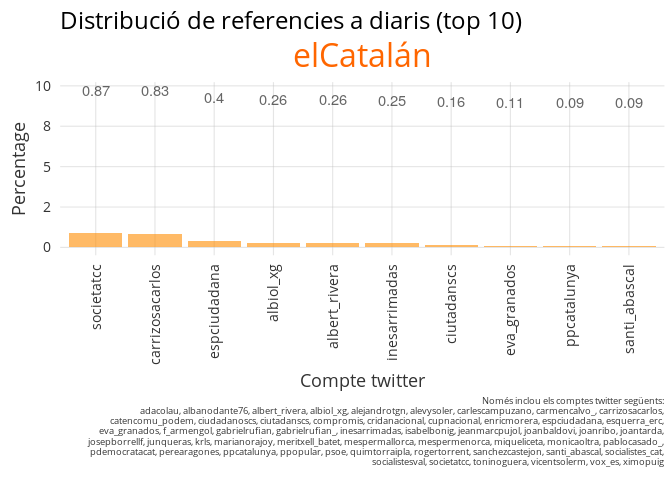 Distribució de referencies a diaris (top 10)
elCatalán
10
8
5
2
0
Percentage
0.87 0.83 0.4 0.26 0.26 0.25 0.16 0.11 0.09 0.09
societatcc
carrizosacarlos
espciudadana
albiol_xg
albert_rivera
inesarrimadas
ciutadanscs
eva_granados
ppcatalunya
santi_abascal
Compte twitter
Només inclou els comptes twitter següents:
adacolau, albanodante76, albert_rivera, albiol_xg, alejandrotgn, alevysoler, carlescampuzano, carmencalvo_, carrizosacarlos,
catencomu_podem, ciudadanoscs, ciutadanscs, compromis, cridanacional, cupnacional, enricmorera, espciudadana, esquerra_erc,
eva_granados, f_armengol, gabrielrufian, gabrielrufian_, inesarrimadas, isabelbonig, jeanmarcpujol, joanbaldovi, joanribo, joantarda,
josepborrellf, junqueras, krls, marianorajoy, meritxell_batet, mespermallorca, mespermenorca, miqueliceta, monicaoltra, pablocasado_,
pdemocratacat, perearagones, ppcatalunya, ppopular, psoe, quimtorraipla, rogertorrent, sanchezcastejon, santi_abascal, socialistes_cat,
socialistesval, societatcc, toninoguera, vicentsolerm, vox_es, ximopuig